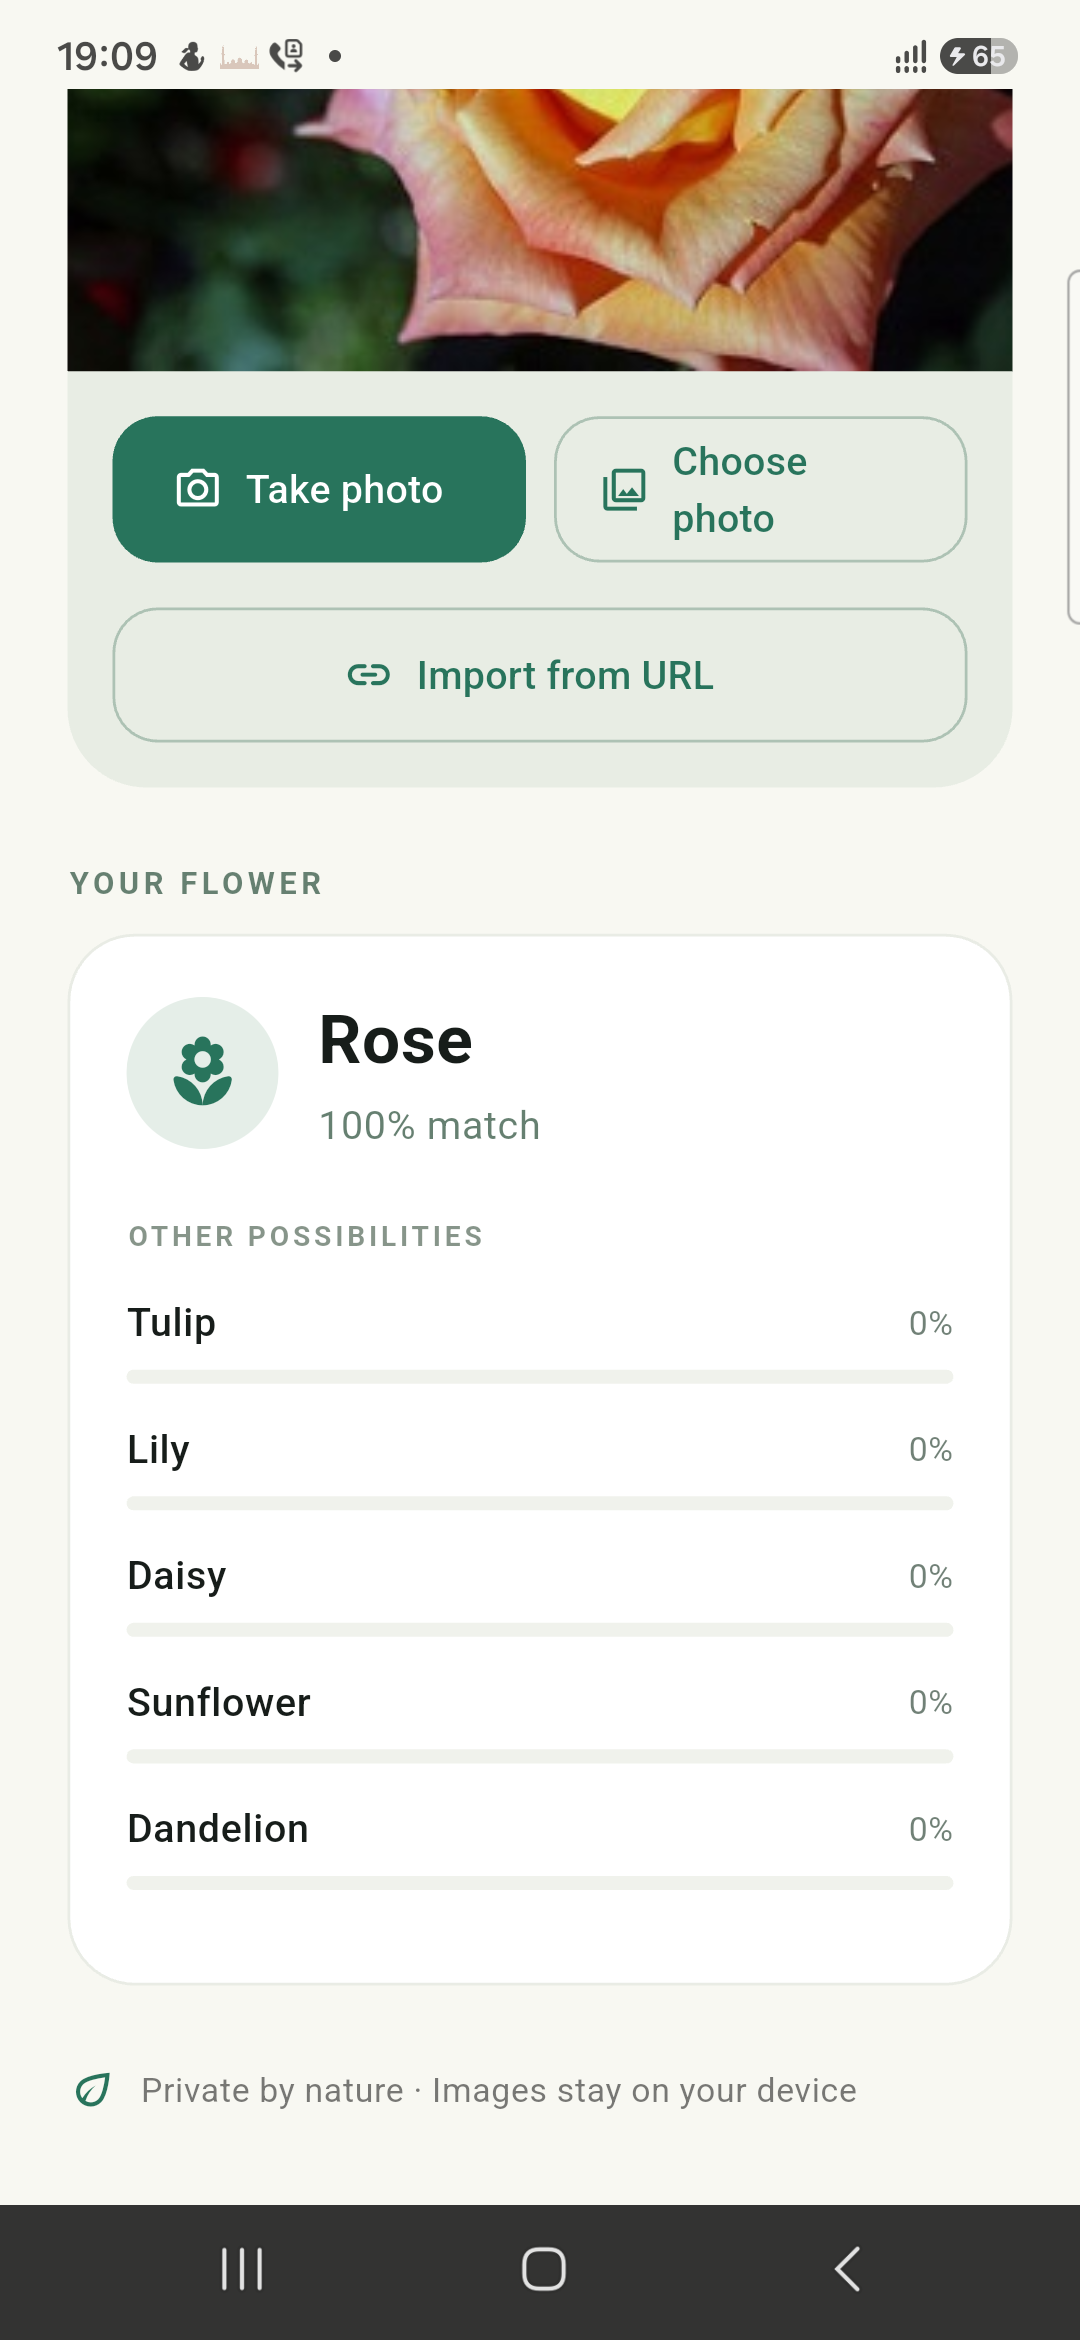 19:09
65
Take photo
Choose
photo
Import from URL
YOUR FLOWER
Rose
100% match
OTHER POSSIBILITIES
Tulip 0%
Lily 0%
Daisy 0%
Sunflower 0%
Dandelion 0%
Private by nature · Images stay on your device